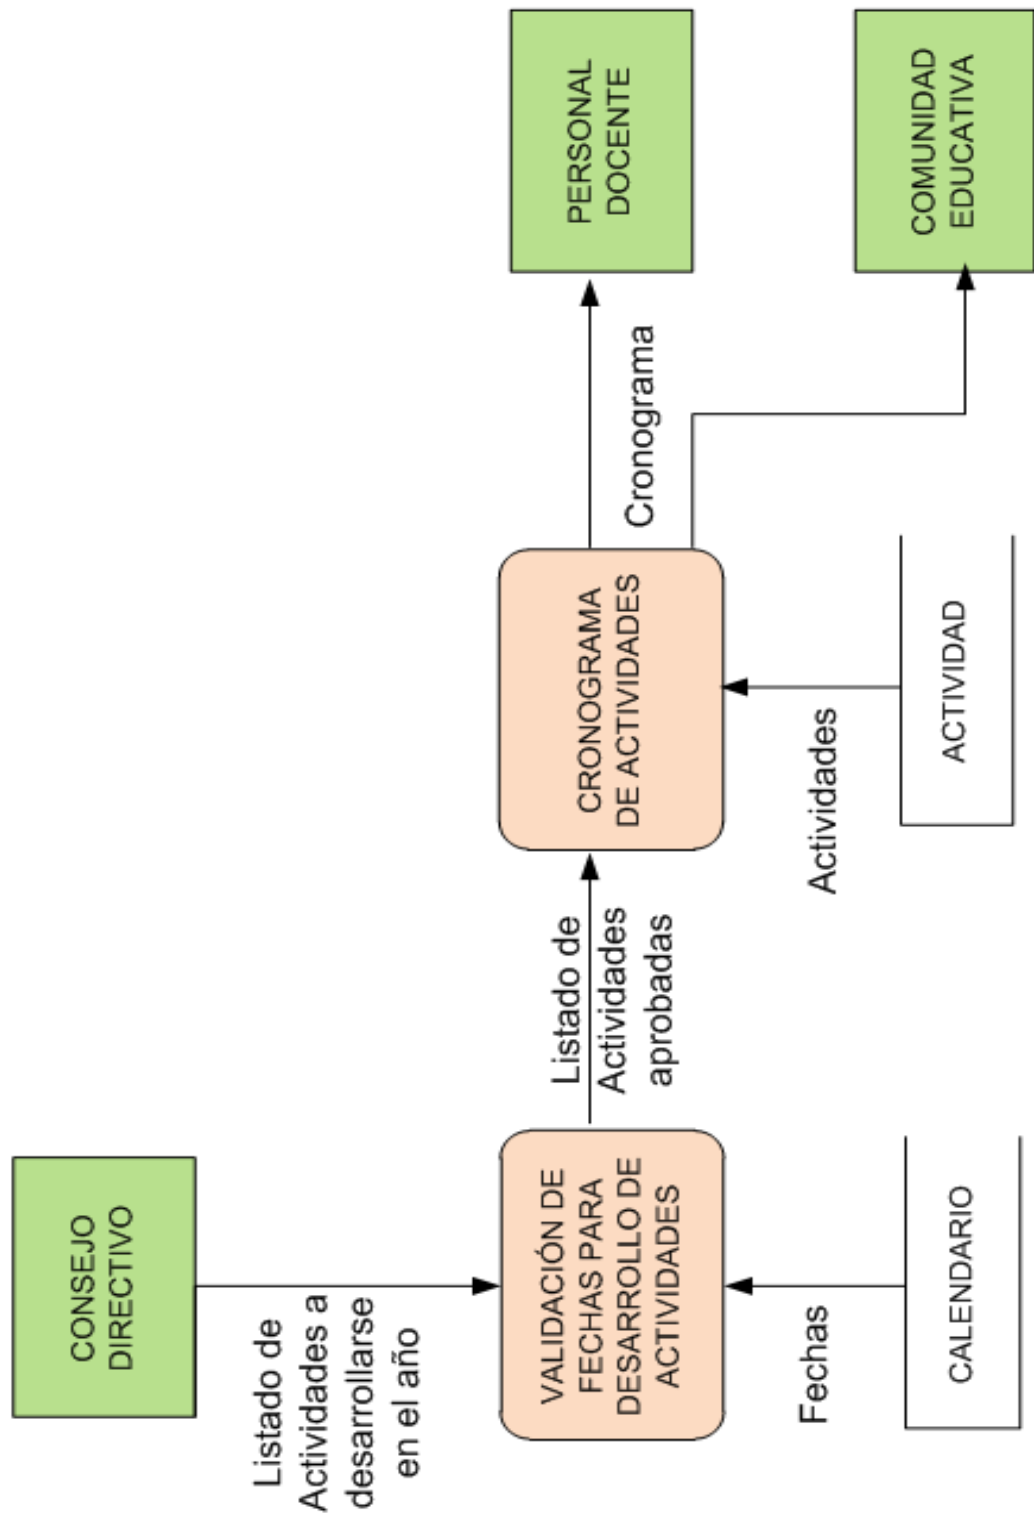 CONSEJO
DIRECTIVO
Listado de
Actividades a
desarrollarse
en el año
VALIDACIÓN DE
FECHAS PARA
DESARROLLO DE
ACTIVIDADES
Fechas
CALENDARIO
Listado de
Actividades
aprobadas
CRONOGRAMA
DE ACTIVIDADES
Actividades
ACTIVIDAD
Cronograma
PERSONAL
DOCENTE
COMUNIDAD
EDUCATIVA